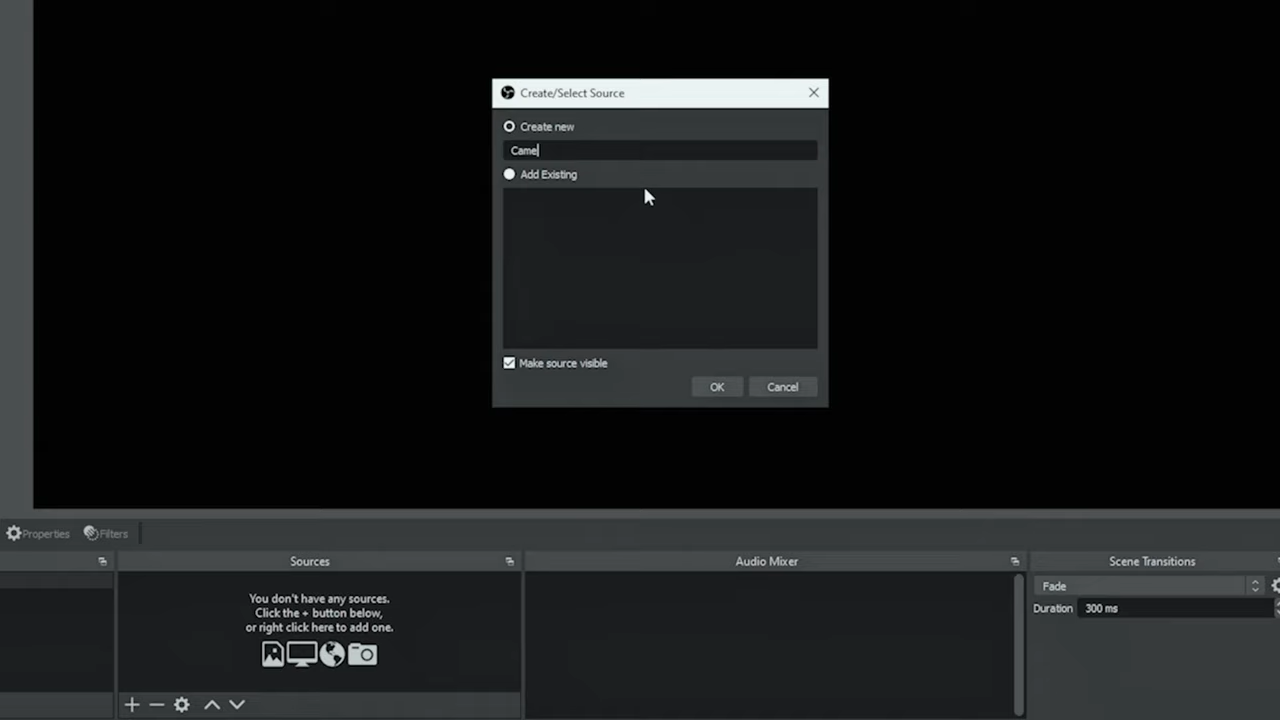 Create/Select Source
Create new
Came
Add Existing
Make source visible
OK
Cancel
Properties
Filters
Sources
Audio Mixer
Scene Transitions
You don't have any sources.
Click the + button below,
or right click here to add one.
Fade
Duration
300 ms